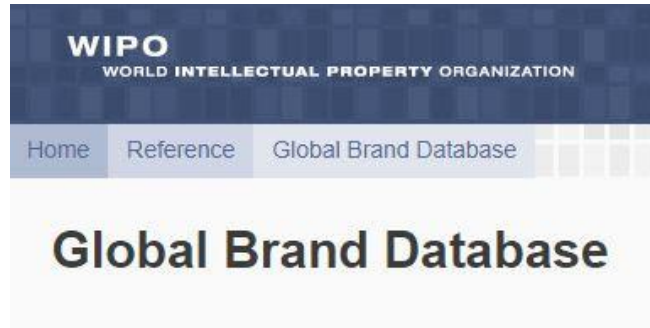 WIPO
WORLD INTELLECTUAL PROPERTY ORGANIZATION
Home Reference Global Brand Database
Global Brand Database